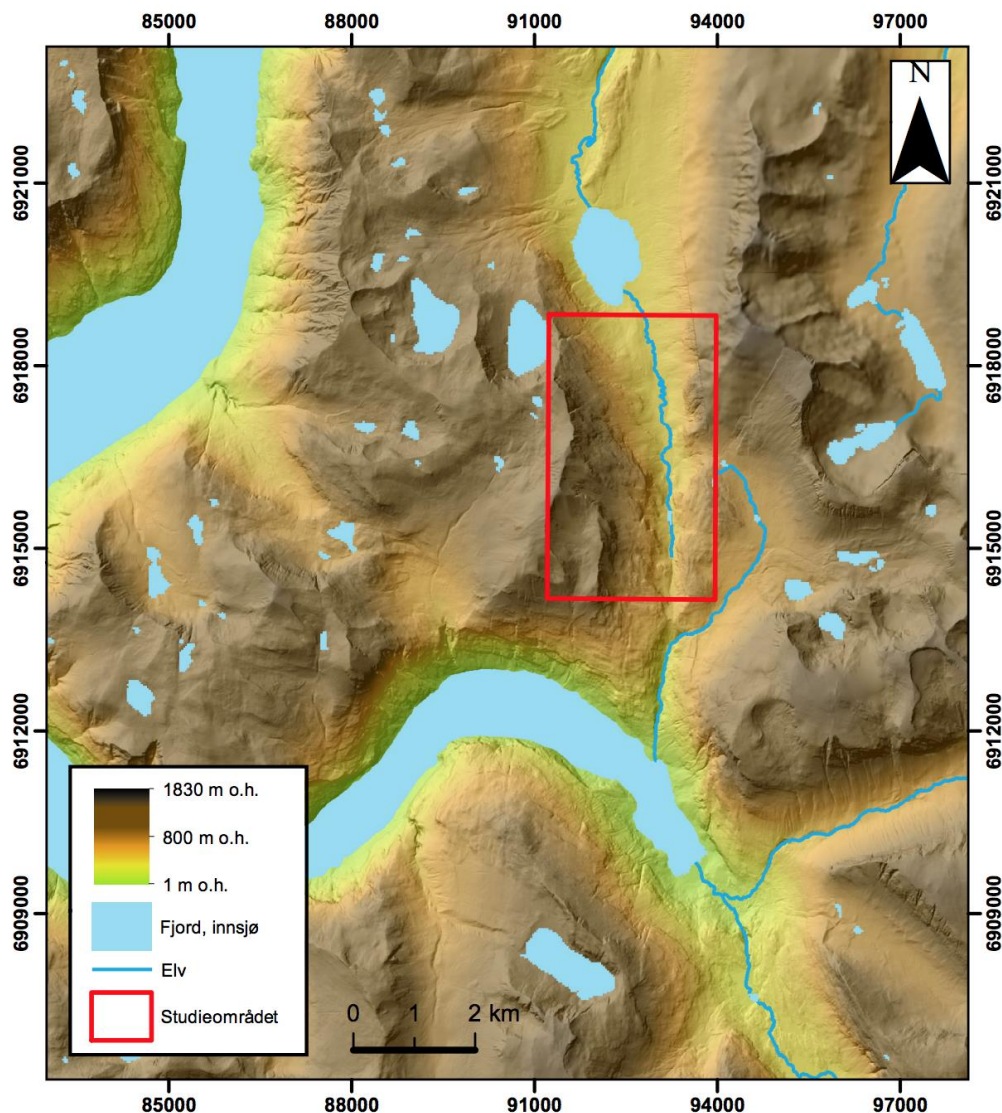 85000 88000 91000 94000 97000
N
6921000 6921000
6918000 6918000
6915000 6915000
6912000 6912000
6909000 6909000
1830 m o.h.
800 m o.h.
1 m o.h.
Fjord, innsjø
Elv
Studieområdet
0 1 2 km
85000 88000 91000 94000 97000